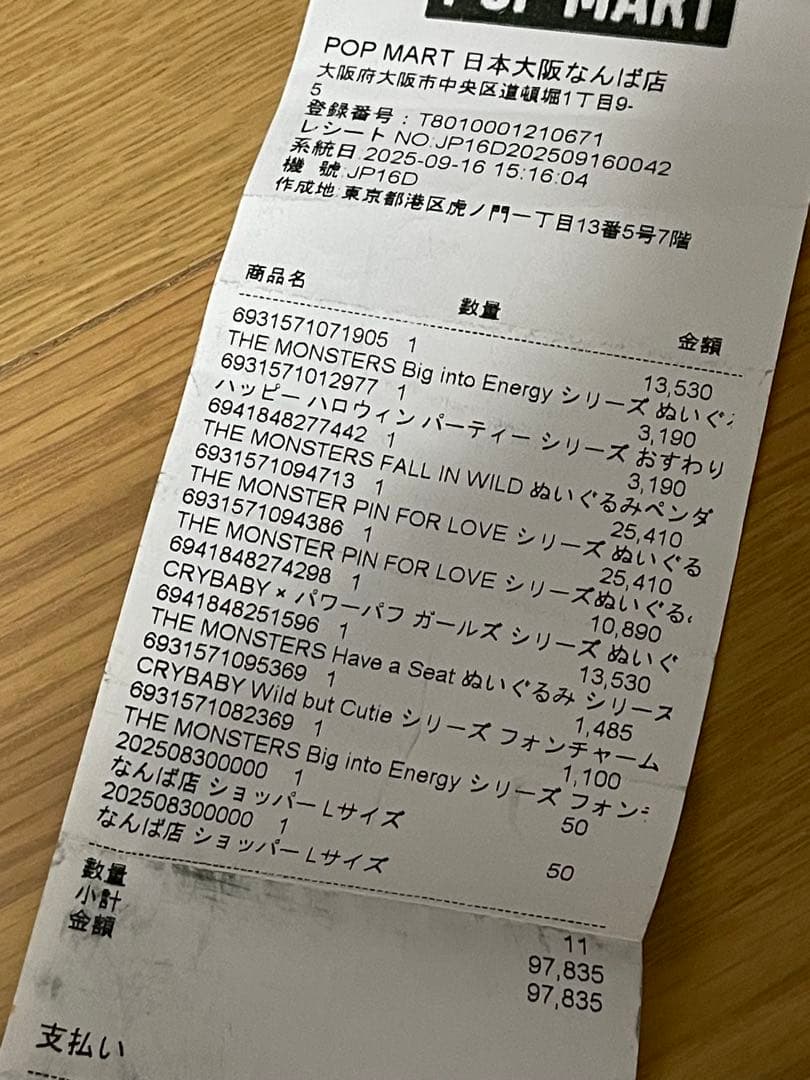 POP MART
POP MART 日本大阪なんば店
大阪府大阪市中央区道頓堀1丁目9-
5
登録番号：T8010001210671
レシート NO:JP16D202509160042
系統日:2025-09-16 15:16:04
機 號:JP16D
作成地:東京都港区虎ノ門一丁目13番5号7階
商品名 數量 金額
6931571071905 1 13,530
THE MONSTERS Big into Energy シリーズ ぬいぐる
6931571012977 1 3,190
ハッピー ハロウィン パーティー シリーズ おすわり
6941848277442 1 3,190
THE MONSTERS FALL IN WILD ぬいぐるみペンダ
6931571094713 1 25,410
THE MONSTER PIN FOR LOVE シリーズ ぬいぐる
6931571094386 1 25,410
THE MONSTER PIN FOR LOVE シリーズぬいぐる
6941848274298 1 10,890
CRYBABY × パワーパフ ガールズ シリーズ ぬいぐ
6941848251596 1 13,530
THE MONSTERS Have a Seat ぬいぐるみ シリース
6931571095369 1 1,485
CRYBABY Wild but Cutie シリーズ フォンチャーム
6931571082369 1 1,100
THE MONSTERS Big into Energy シリーズ フォン
202508300000 1 50
なんば店 ショッパー Lサイズ
202508300000 1 50
なんば店 ショッパー Lサイズ
數量 11
小計 97,835
金額 97,835
支払い